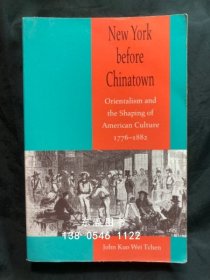 New York
before
Chinatown
Orientalism and
the Shaping of
American Culture
1776–1882
138 0546 1122
John Kuo Wei Tchen